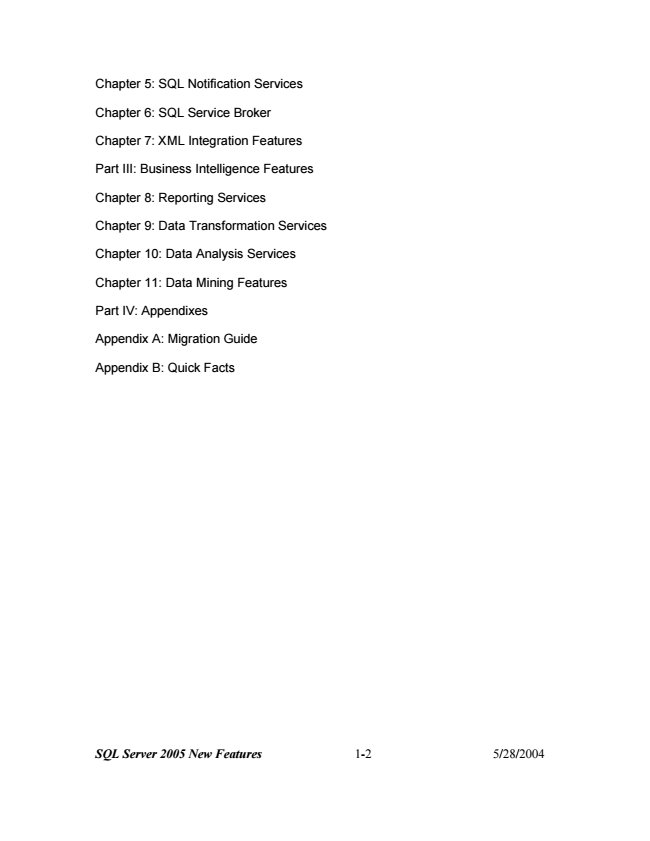 Chapter 5: SQL Notification Services
Chapter 6: SQL Service Broker
Chapter 7: XML Integration Features
Part III: Business Intelligence Features
Chapter 8: Reporting Services
Chapter 9: Data Transformation Services
Chapter 10: Data Analysis Services
Chapter 11: Data Mining Features
Part IV: Appendixes
Appendix A: Migration Guide
Appendix B: Quick Facts
SQL Server 2005 New Features 1-2 5/28/2004